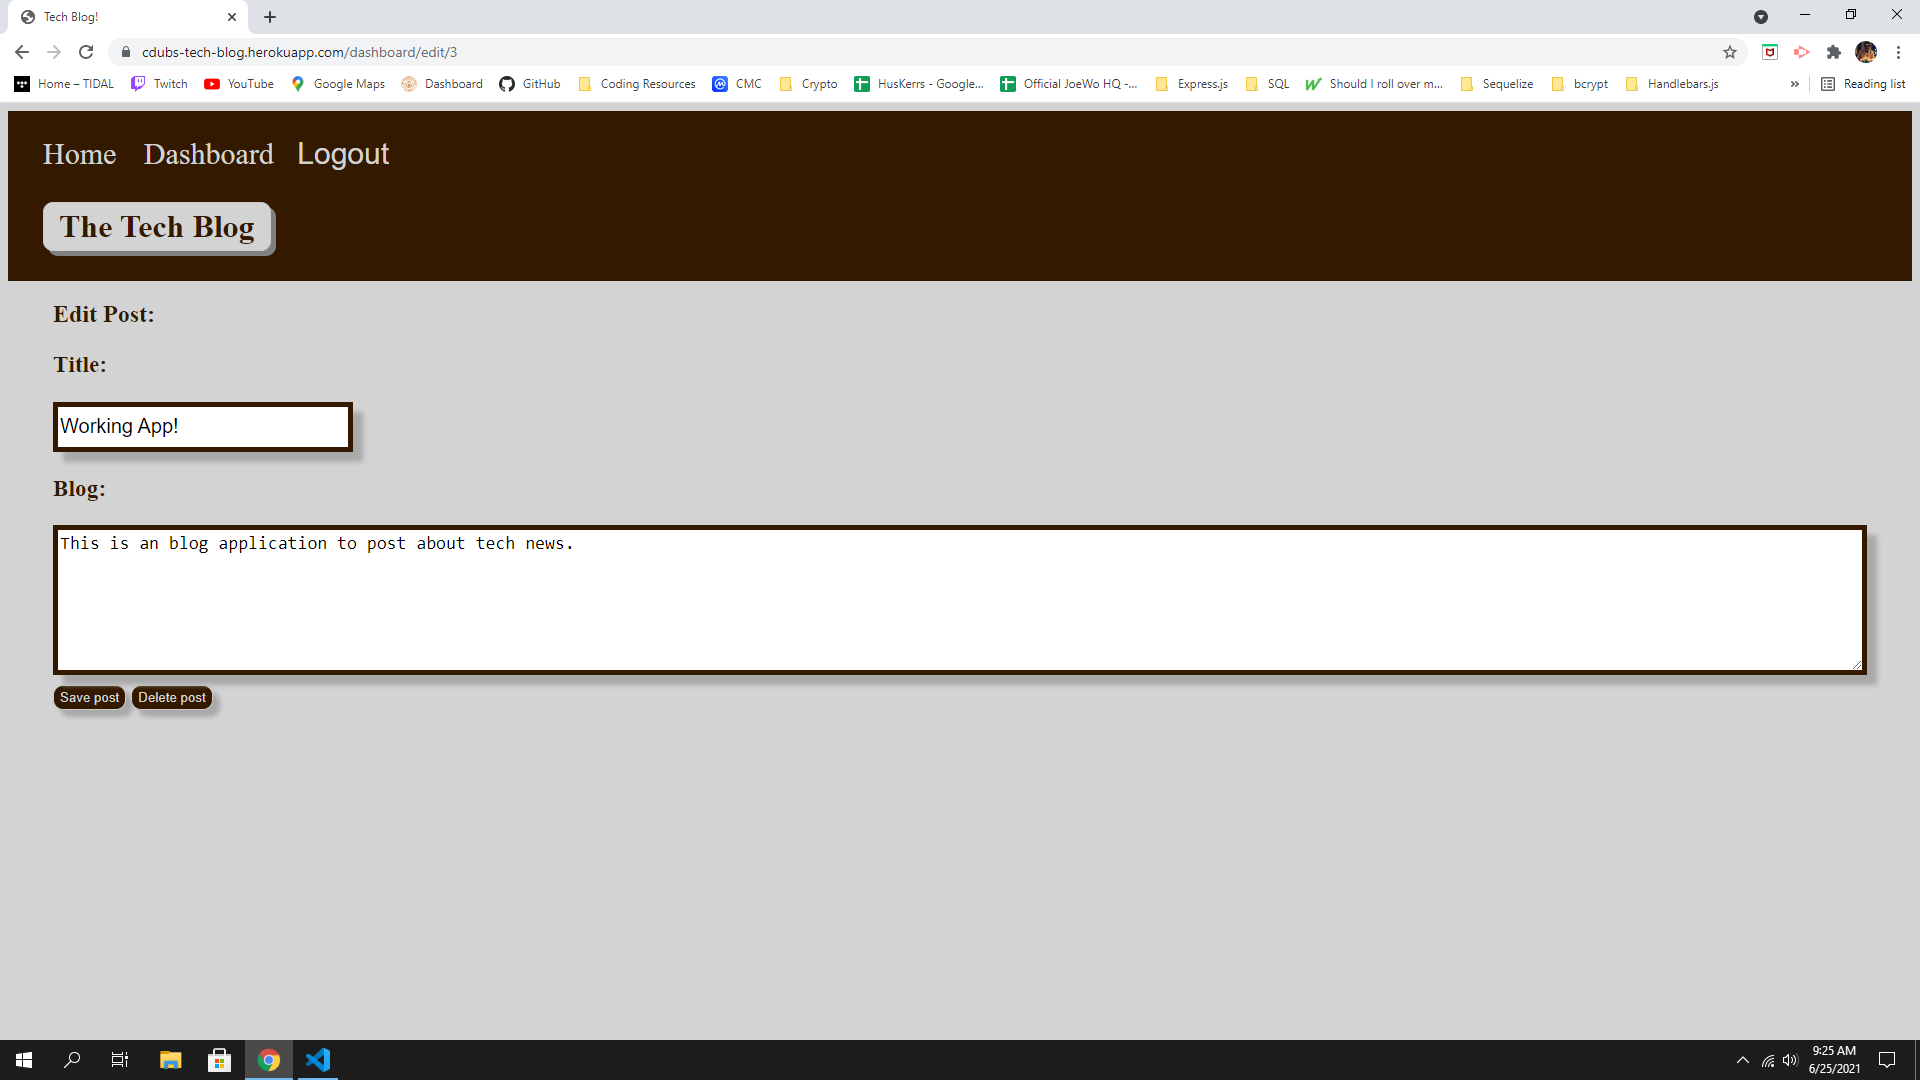 Tech Blog!
cdubs-tech-blog.herokuapp.com/dashboard/edit/3
Home – TIDAL Twitch YouTube Google Maps Dashboard GitHub Coding Resources CMC Crypto HusKerrs - Google... Official JoeWo HQ -... Express.js SQL Should I roll over m... Sequelize bcrypt Handlebars.js » Reading list
Home Dashboard Logout
The Tech Blog
Edit Post:
Title:
Working App!
Blog:
This is an blog application to post about tech news.
Save post Delete post
9:25 AM
6/25/2021